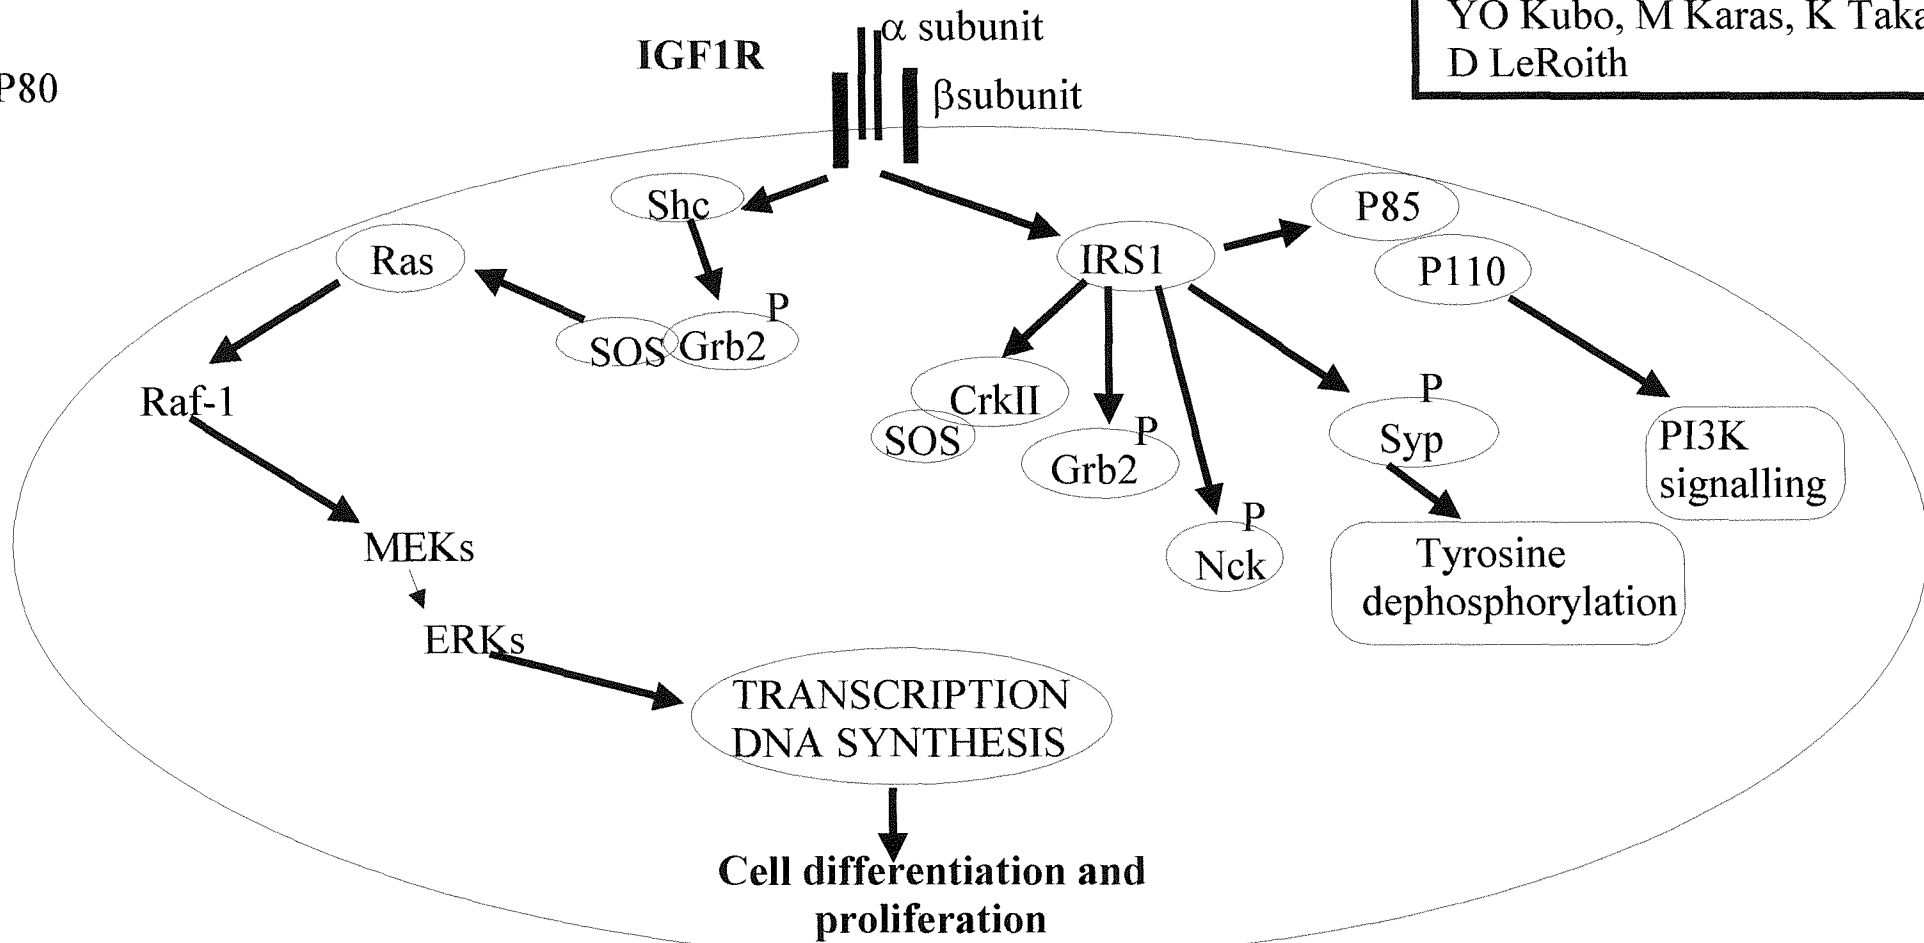 YO Kubo, M Karas, K Taka
D LeRoith
P80
IGF1R
α subunit
βsubunit
Shc
Ras
P
SOS
Grb2
IRS1
P85
P110
Raf-1
CrkII
SOS
P
Grb2
P
Nck
P
Syp
PI3K
signalling
Tyrosine
dephosphorylation
MEKs
ERKs
TRANSCRIPTION
DNA SYNTHESIS
Cell differentiation and
proliferation